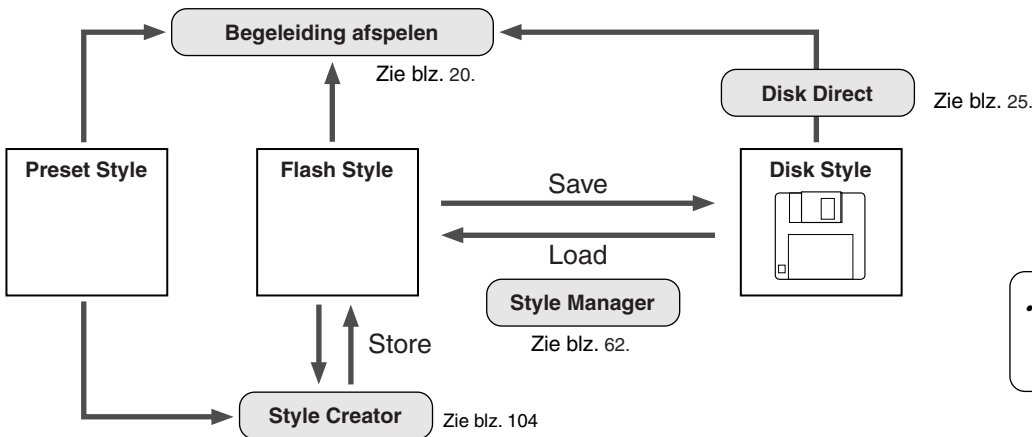 Begeleiding afspelen
Zie blz. 20.
Disk Direct
Zie blz. 25.
Preset Style
Flash Style
Disk Style
Save
Load
Style Manager
Zie blz. 62.
Store
Style Creator
Zie blz. 104